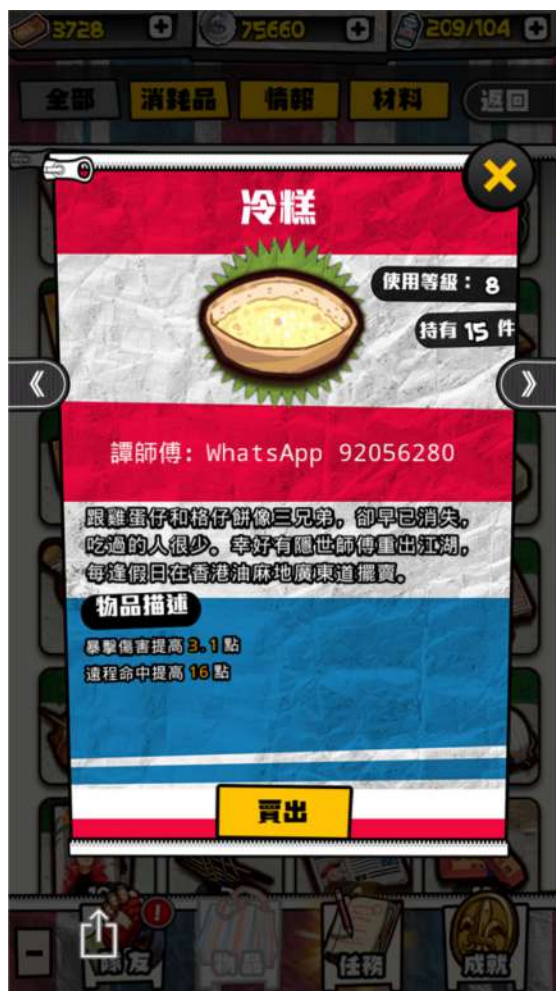 3728
75660
209/104
全部
消耗品
情報
材料
返回
冷糕
使用等級：8
持有 15 件
譚師傅: WhatsApp 92056280
跟雞蛋仔和格仔餅像三兄弟，卻早已消失，
吃過的人很少。幸好有隱世師傅重出江湖，
每逢假日在香港油麻地廣東道擺賣。
物品描述
暴擊傷害提高 3.1 點
遠程命中提高 16 點
賣出
隊友
物品
任務
成就